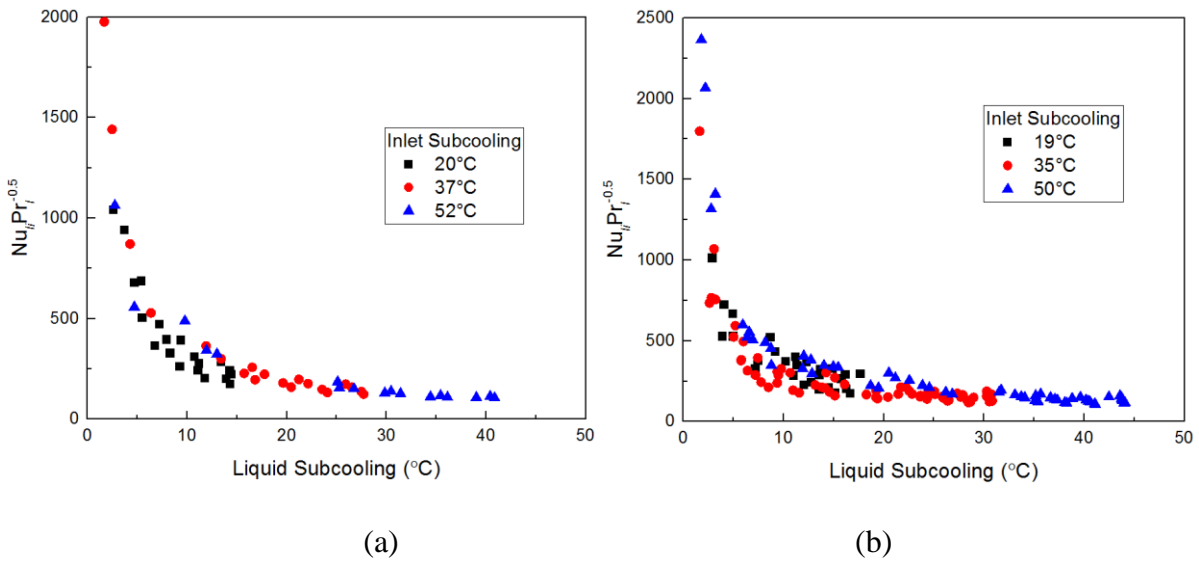 2000
1500
1000
500
0
0 10 20 30 40 50
Nu_li Pr_l^-0.5
Liquid Subcooling (°C)
Inlet Subcooling
20°C
37°C
52°C
(a)
2500
2000
1500
1000
500
0
0 10 20 30 40 50
Nu_li Pr_l^-0.5
Liquid Subcooling (°C)
Inlet Subcooling
19°C
35°C
50°C
(b)